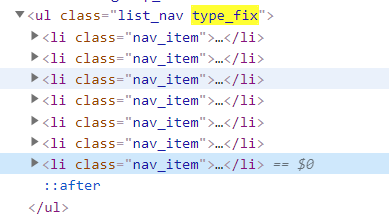 ▼<ul class="list_nav type_fix">
▶<li class="nav_item">…</li>
▶<li class="nav_item">…</li>
▶<li class="nav_item">…</li>
▶<li class="nav_item">…</li>
▶<li class="nav_item">…</li>
▶<li class="nav_item">…</li>
▶<li class="nav_item">…</li> == $0
::after
</ul>